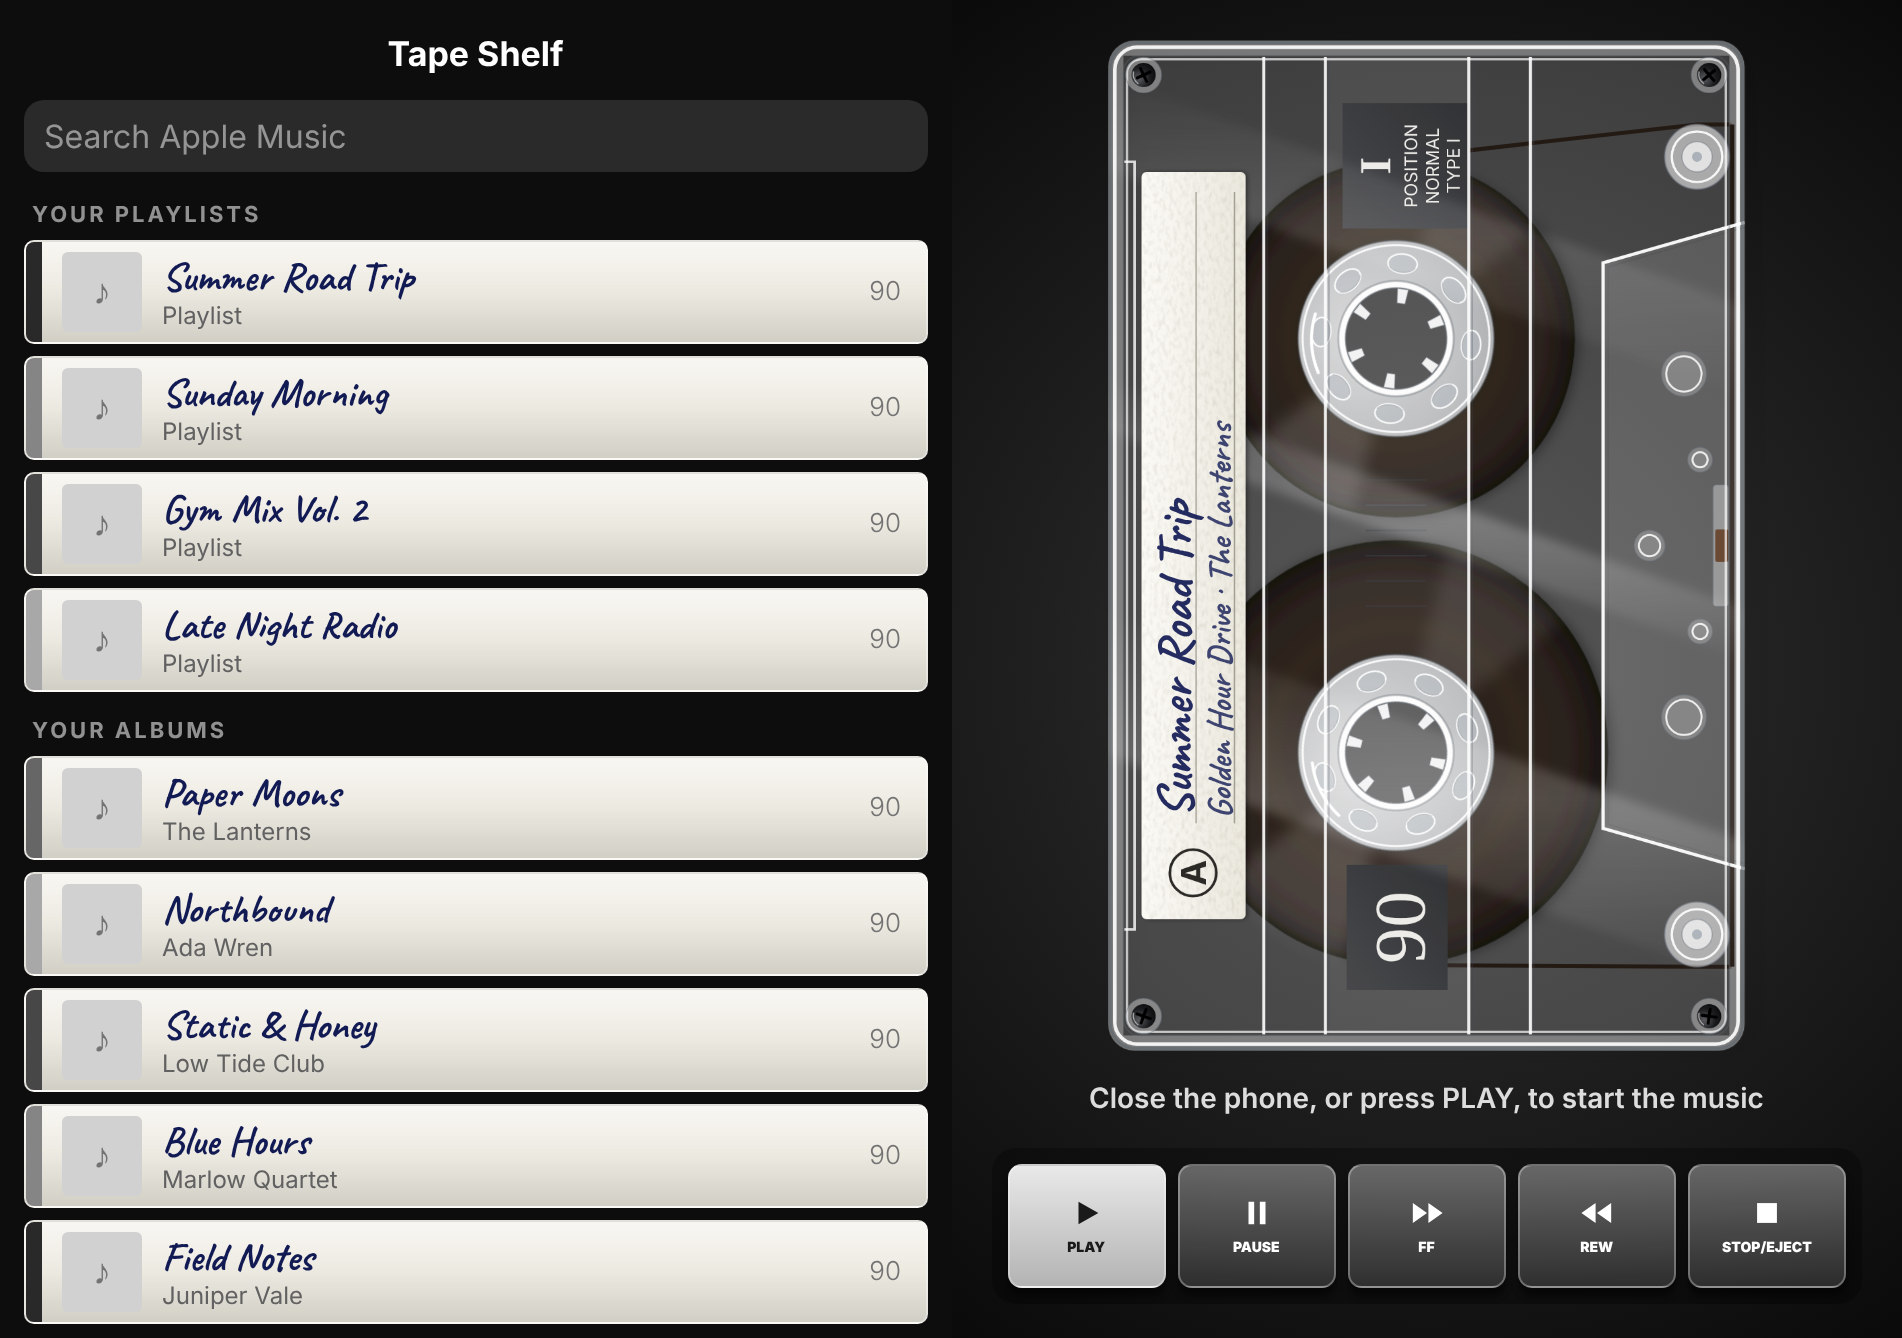 Tape Shelf
Search Apple Music
YOUR PLAYLISTS
Summer Road Trip
Playlist
90
Sunday Morning
Playlist
90
Gym Mix Vol. 2
Playlist
90
Late Night Radio
Playlist
90
YOUR ALBUMS
Paper Moons
The Lanterns
90
Northbound
Ada Wren
90
Static & Honey
Low Tide Club
90
Blue Hours
Marlow Quartet
90
Field Notes
Juniper Vale
90
A
Summer Road Trip
Golden Hour Drive · The Lanterns
90
I
POSITION
NORMAL
TYPE I
Close the phone, or press PLAY, to start the music
PLAY
PAUSE
FF
REW
STOP/EJECT